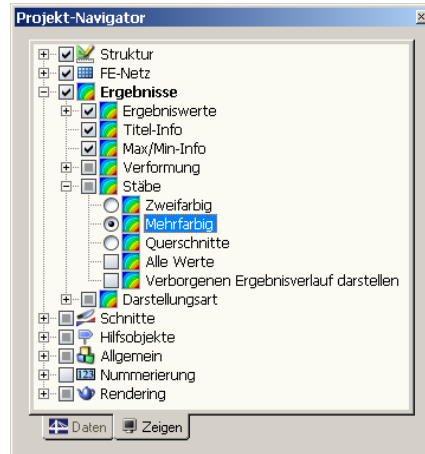 Projekt-Navigator
Struktur
FE-Netz
Ergebnisse
Ergebniswerte
Titel-Info
Max/Min-Info
Verformung
Stäbe
Zweifarbig
Mehrfarbig
Querschnitte
Alle Werte
Verborgenen Ergebnisverlauf darstellen
Darstellungsart
Schnitte
Hilfsobjekte
Allgemein
123 Nummerierung
Rendering
Daten Zeigen